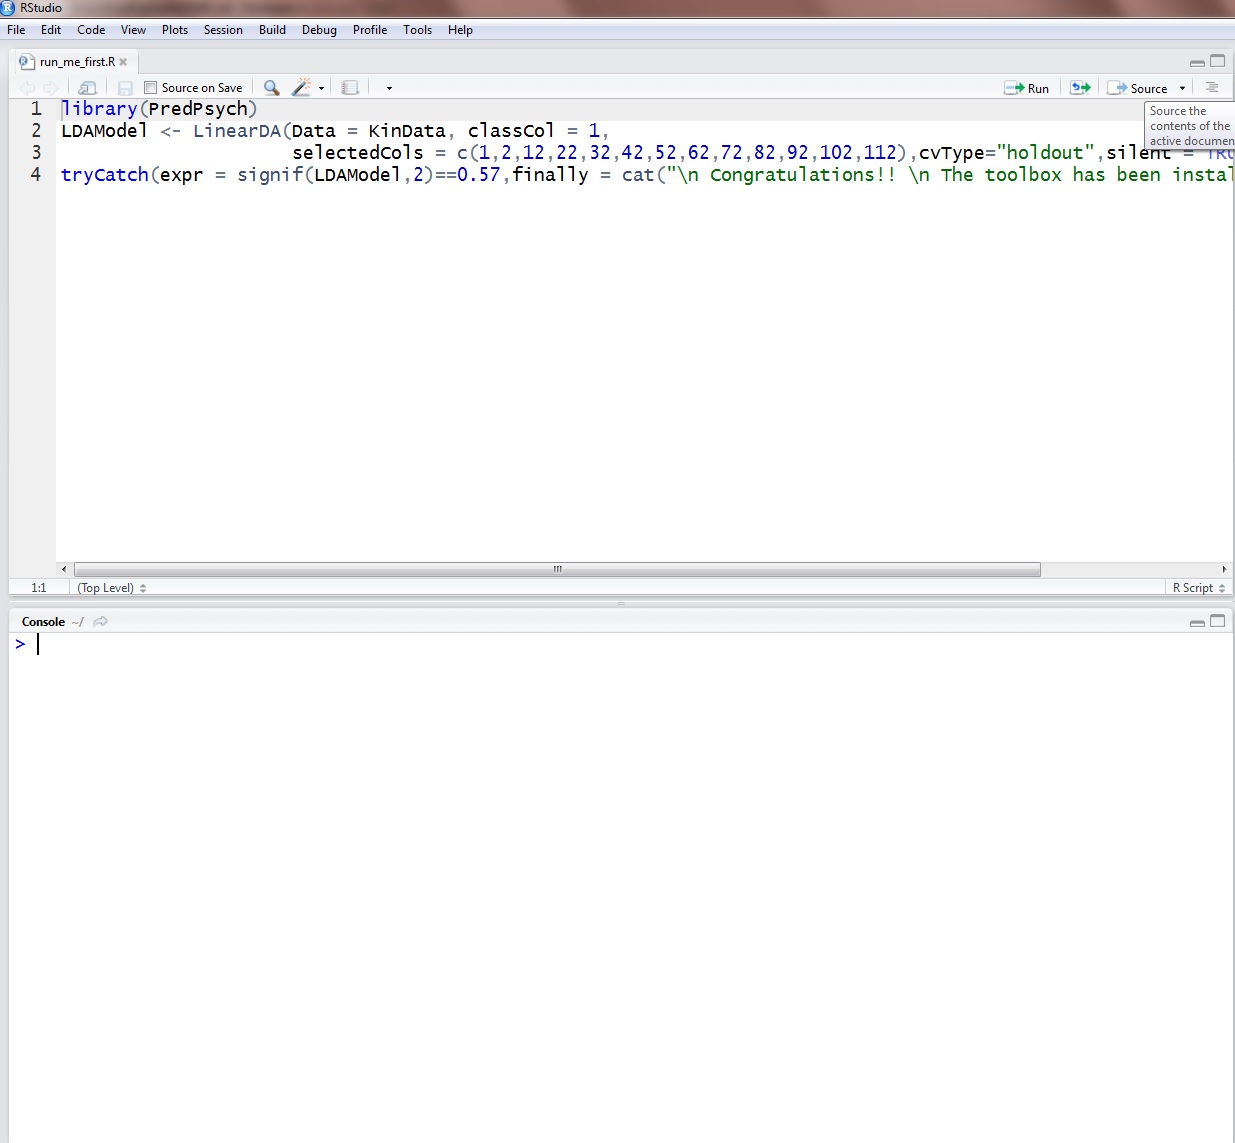 RStudio
File Edit Code View Plots Session Build Debug Profile Tools Help
run_me_first.R
Source on Save Run Source
1 library(PredPsych)
2 LDAModel <- LinearDA(Data = KinData, classCol = 1,
3 selectedCols = c(1,2,12,22,32,42,52,62,72,82,92,102,112),cvType="holdout",silent =
4 tryCatch(expr = signif(LDAModel,2)==0.57,finally = cat("\n Congratulations!! \n The toolbox has been instal
Source the
contents of the
active documen
1:1 (Top Level) R Script
Console ~/
>